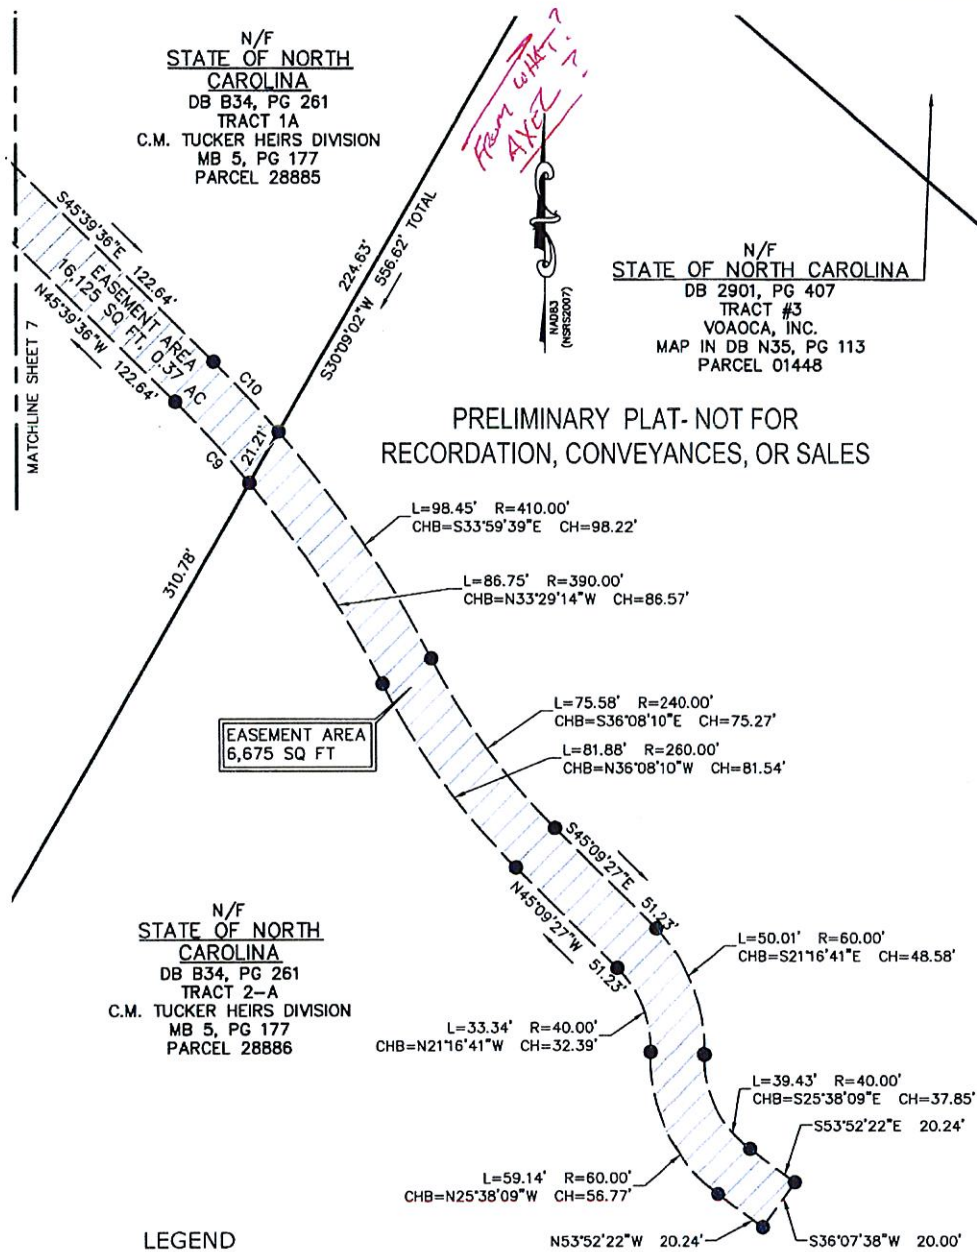 N/F
STATE OF NORTH
CAROLINA
DB B34, PG 261
TRACT 1A
C.M. TUCKER HEIRS DIVISION
MB 5, PG 177
PARCEL 28885
FROM WHAT?
AXEL?
MATCHLINE SHEET 7
S45°39'36"E 122.64'
EASEMENT AREA
16,125 SQ FT, 0.37 AC
N45°39'36"W 122.64'
C10
C9
21.21'
224.63'
S30°09'02"W 556.62' TOTAL
310.78'
NAD83
(NSRS2007)
N/F
STATE OF NORTH CAROLINA
DB 2901, PG 407
TRACT #3
VOAOCA, INC.
MAP IN DB N35, PG 113
PARCEL 01448
PRELIMINARY PLAT- NOT FOR
RECORDATION, CONVEYANCES, OR SALES
L=98.45' R=410.00'
CHB=S33°59'39"E CH=98.22'
L=86.75' R=390.00'
CHB=N33°29'14"W CH=86.57'
L=75.58' R=240.00'
CHB=S36°08'10"E CH=75.27'
L=81.88' R=260.00'
CHB=N36°08'10"W CH=81.54'
EASEMENT AREA
6,675 SQ FT
S45°09'27"E 51.23'
N45°09'27"W 51.23'
N/F
STATE OF NORTH
CAROLINA
DB B34, PG 261
TRACT 2-A
C.M. TUCKER HEIRS DIVISION
MB 5, PG 177
PARCEL 28886
L=50.01' R=60.00'
CHB=S21°16'41"E CH=48.58'
L=33.34' R=40.00'
CHB=N21°16'41"W CH=32.39'
L=39.43' R=40.00'
CHB=S25°38'09"E CH=37.85'
S53°52'22"E 20.24'
L=59.14' R=60.00'
CHB=N25°38'09"W CH=56.77'
N53°52'22"W 20.24'
S36°07'38"W 20.00'
LEGEND